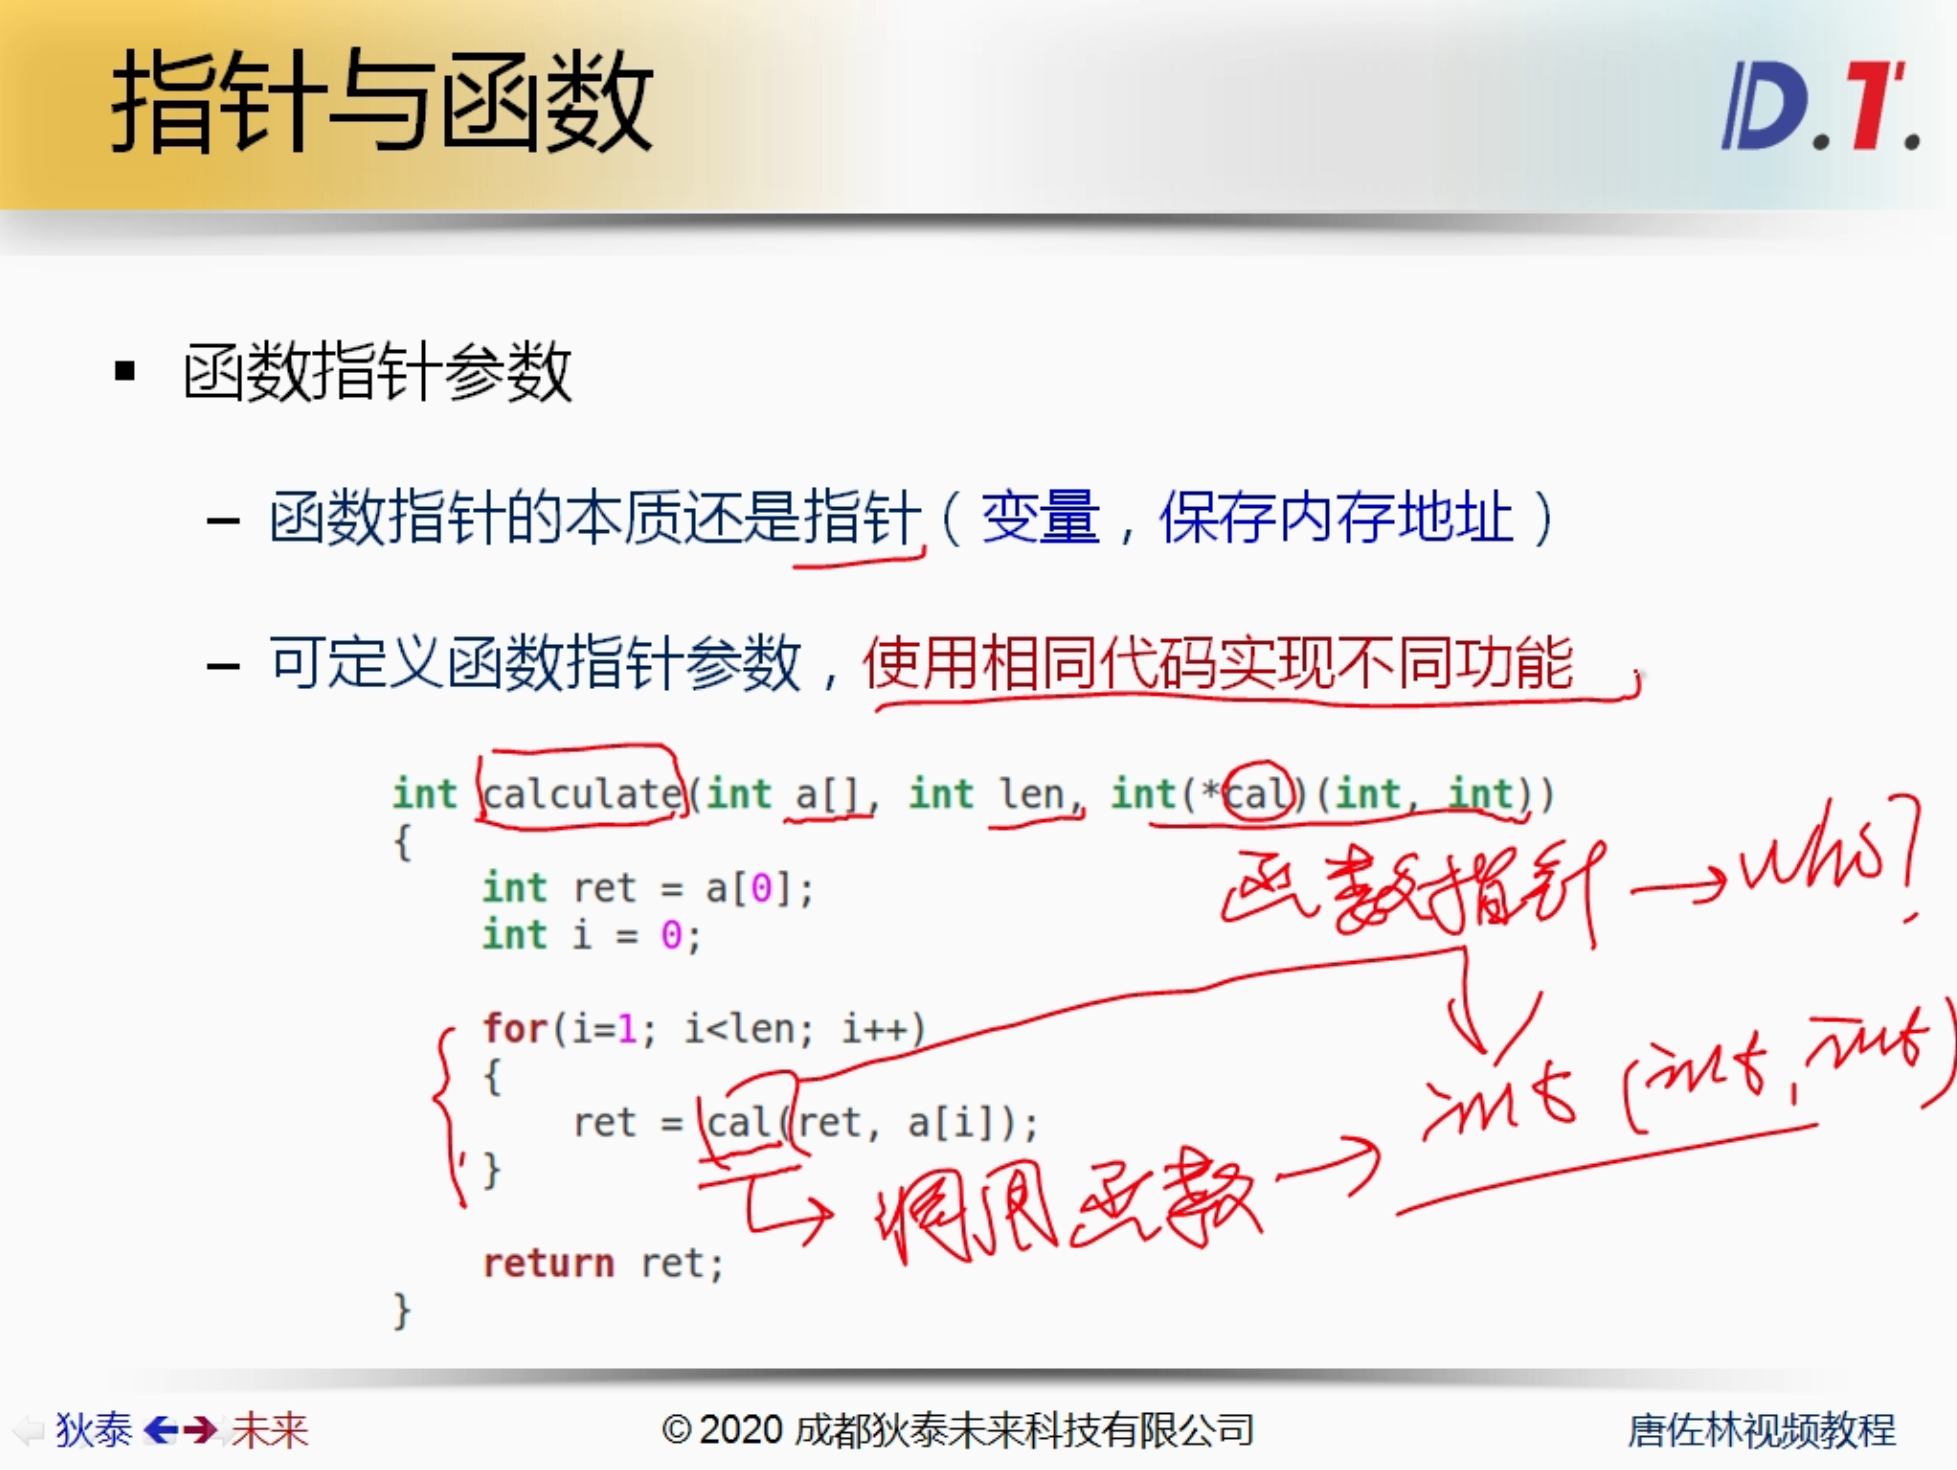 指针与函数
D.T.
▪ 函数指针参数
– 函数指针的本质还是指针（变量，保存内存地址）
– 可定义函数指针参数，使用相同代码实现不同功能
int calculate(int a[], int len, int(*cal)(int, int))
{
int ret = a[0];
函数指针 → who?
int i = 0;
for(i=1; i<len; i++)
{
int (int, int)
ret = cal(ret, a[i]);
}
调用函数 →
return ret;
}
狄泰 未来
© 2020 成都狄泰未来科技有限公司
唐佐林视频教程